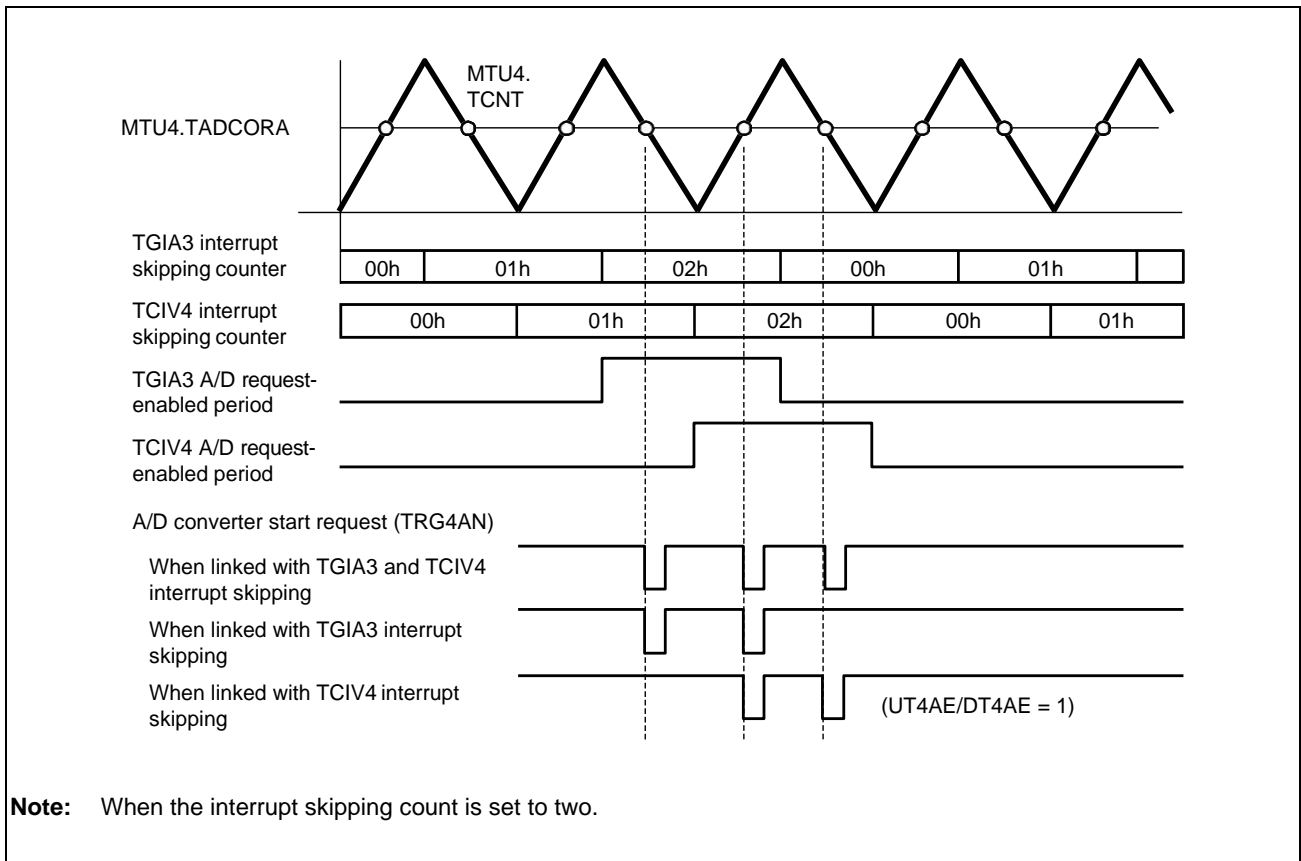 MTU4.
TCNT
MTU4.TADCORA
TGIA3 interrupt
skipping counter
00h 01h 02h 00h 01h
TCIV4 interrupt
skipping counter
00h 01h 02h 00h 01h
TGIA3 A/D request-
enabled period
TCIV4 A/D request-
enabled period
A/D converter start request (TRG4AN)
When linked with TGIA3 and TCIV4
interrupt skipping
When linked with TGIA3 interrupt
skipping
When linked with TCIV4 interrupt
skipping
(UT4AE/DT4AE = 1)
Note: When the interrupt skipping count is set to two.